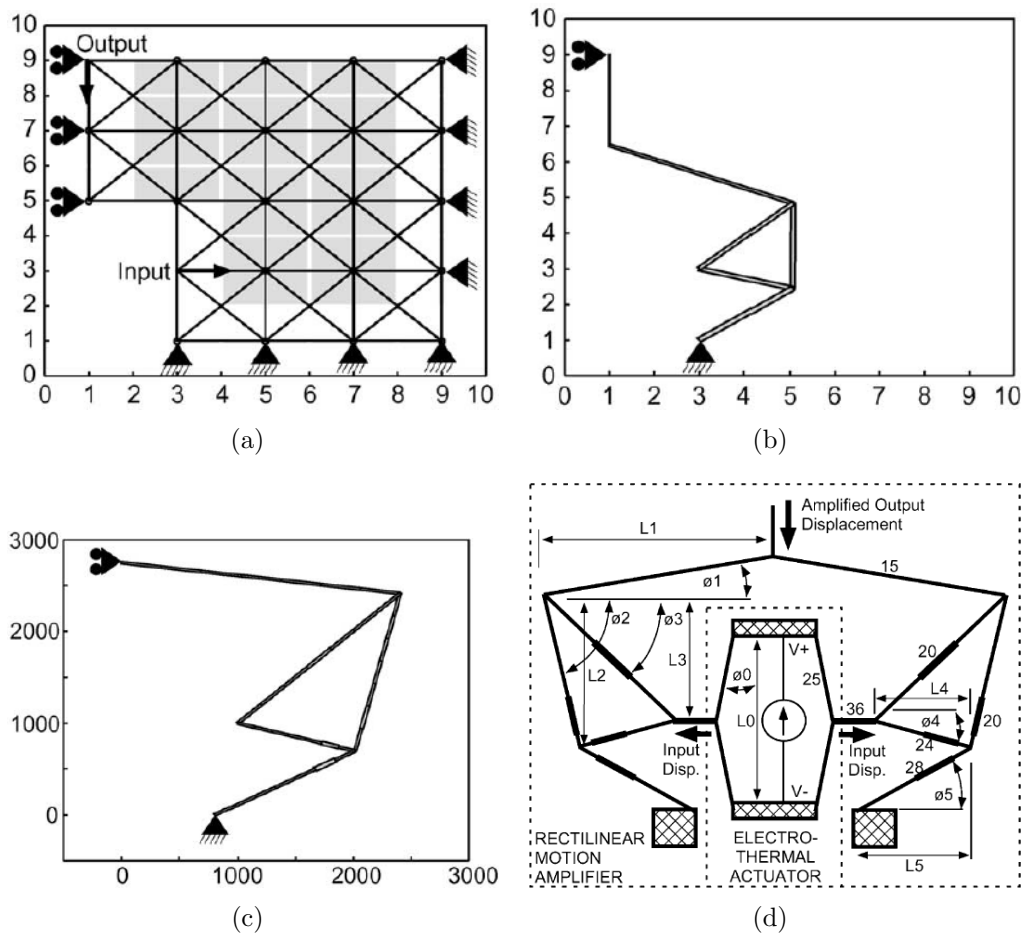 10
Output
9
8
7
6
5
4
Input
3
2
1
0
0 1 2 3 4 5 6 7 8 9 10
(a)
10
9
8
7
6
5
4
3
2
1
0
0 1 2 3 4 5 6 7 8 9 10
(b)
3000
2000
1000
0
0 1000 2000 3000
(c)
Amplified Output
Displacement
L1
15
ø1
ø2
ø3
L3
L2
V+
ø0
25
L0
20
L4
36
ø4
20
24
Input
Disp.
Input
Disp.
28
V-
ø5
RECTILINEAR
MOTION
AMPLIFIER
ELECTRO-
THERMAL
ACTUATOR
L5
(d)